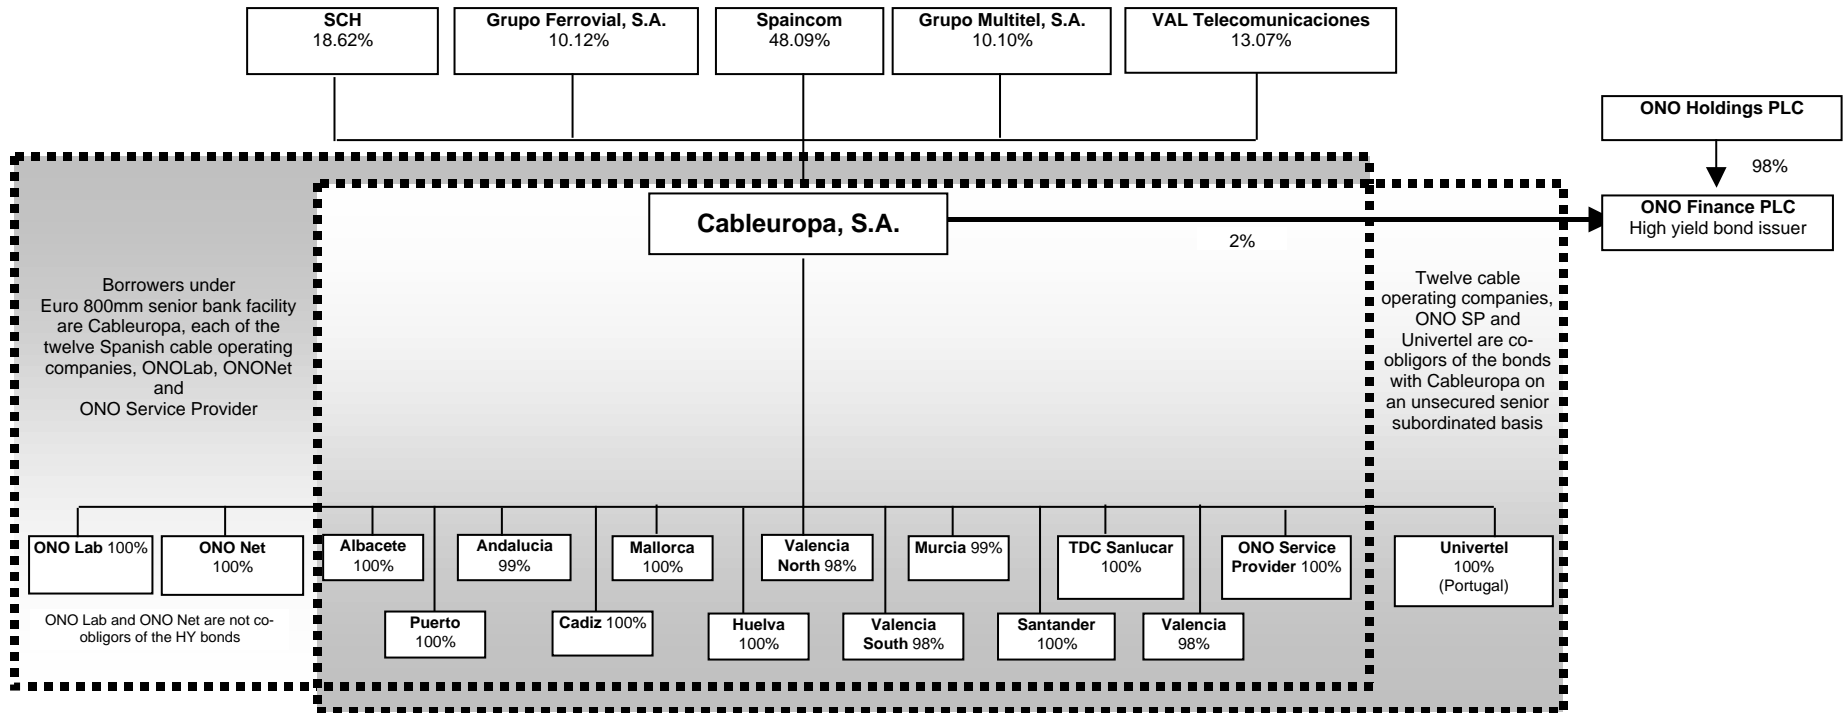 SCH
18.62%
Grupo Ferrovial, S.A.
10.12%
Spaincom
48.09%
Grupo Multitel, S.A.
10.10%
VAL Telecomunicaciones
13.07%
ONO Holdings PLC
98%
ONO Finance PLC
High yield bond issuer
Cableuropa, S.A.
2%
Borrowers under
Euro 800mm senior bank facility
are Cableuropa, each of the
twelve Spanish cable operating
companies, ONOLab, ONONet
and
ONO Service Provider
Twelve cable
operating companies,
ONO SP and
Univertel are co-
obligors of the bonds
with Cableuropa on
an unsecured senior
subordinated basis
ONO Lab 100%
ONO Net
100%
Albacete
100%
Andalucia
99%
Mallorca
100%
Valencia
North 98%
Murcia 99%
TDC Sanlucar
100%
ONO Service
Provider 100%
Univertel
100%
(Portugal)
ONO Lab and ONO Net are not co-
obligors of the HY bonds
Puerto
100%
Cadiz 100%
Huelva
100%
Valencia
South 98%
Santander
100%
Valencia
98%